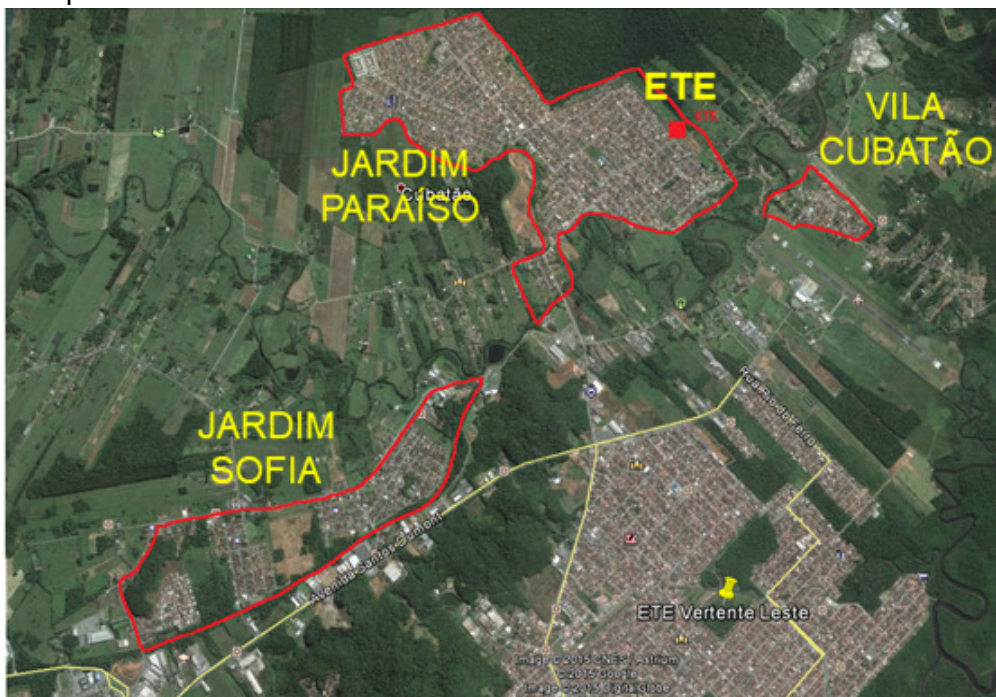 ETE
ETE
VILA
CUBATÃO
JARDIM
PARAISO
Cubatão
Rua Rio do Ferro
JARDIM
SOFIA
Avenida Santos Dumont
ETE Vertente Leste
Image © 2015 CNES / Astrium
© 2015 Google
Image © 2015 DigitalGlobe